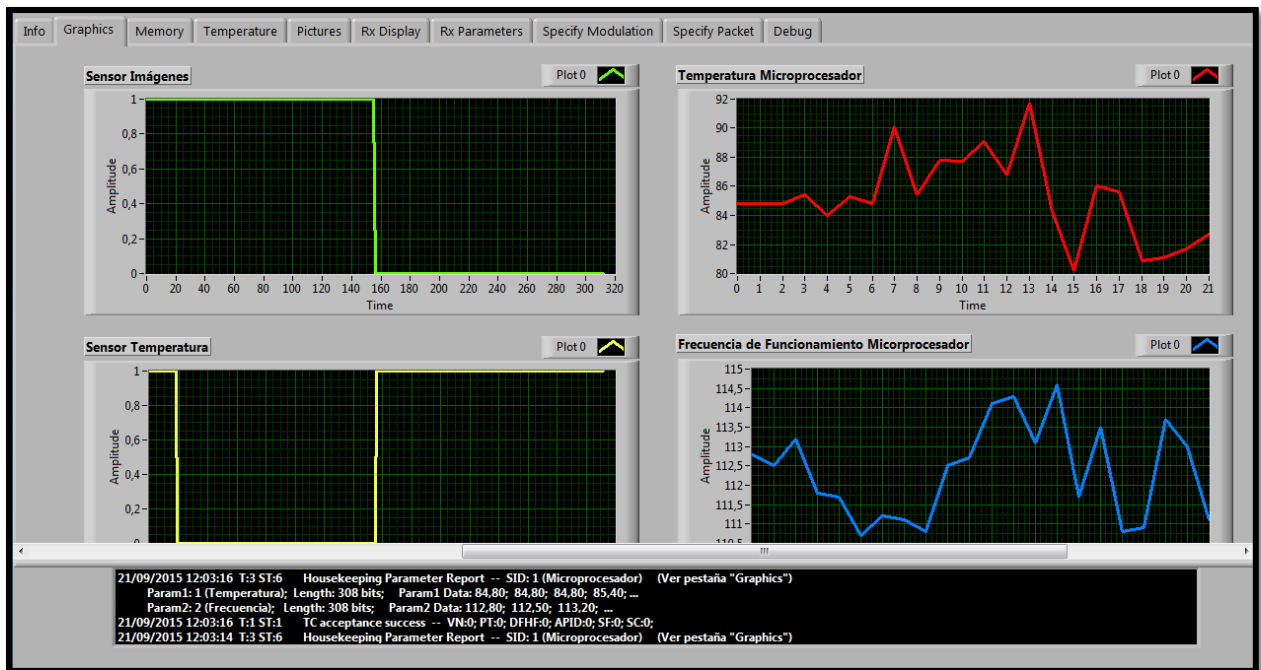 Info Graphics Memory Temperature Pictures Rx Display Rx Parameters Specify Modulation Specify Packet Debug
Sensor Imágenes
Plot 0
Amplitude
1
0,8
0,6
0,4
0,2
0
0 20 40 60 80 100 120 140 160 180 200 220 240 260 280 300 320
Time
Temperatura Microprocesador
Plot 0
Amplitude
92
90
88
86
84
82
80
0 1 2 3 4 5 6 7 8 9 10 11 12 13 14 15 16 17 18 19 20 21
Time
Sensor Temperatura
Plot 0
Amplitude
1
0,8
0,6
0,4
0,2
0
Frecuencia de Funcionamiento Micorprocesador
Plot 0
Amplitude
115
114,5
114
113,5
113
112,5
112
111,5
111
110,5
21/09/2015 12:03:16 T:3 ST:6 Housekeeping Parameter Report -- SID: 1 (Microprocesador) (Ver pestaña "Graphics")
Param1: 1 (Temperatura); Length: 308 bits; Param1 Data: 84,80; 84,80; 84,80; 85,40; ...
Param2: 2 (Frecuencia); Length: 308 bits; Param2 Data: 112,80; 112,50; 113,20; ...
21/09/2015 12:03:16 T:1 ST:1 TC acceptance success -- VN:0; PT:0; DFHF:0; APID:0; SF:0; SC:0;
21/09/2015 12:03:14 T:3 ST:6 Housekeeping Parameter Report -- SID: 1 (Microprocesador) (Ver pestaña "Graphics")